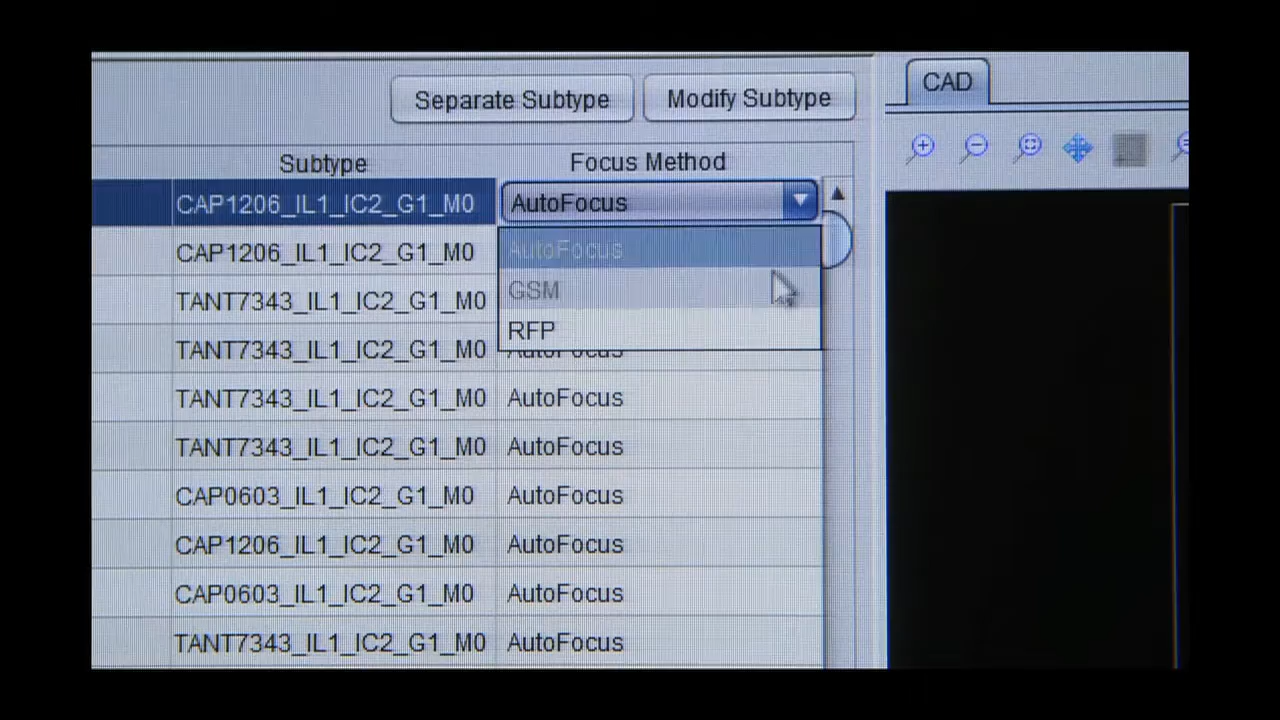 Separate Subtype Modify Subtype CAD
Subtype Focus Method
CAP1206_IL1_IC2_G1_M0 AutoFocus
CAP1206_IL1_IC2_G1_M0 AutoFocus
TANT7343_IL1_IC2_G1_M0 GSM
RFP
TANT7343_IL1_IC2_G1_M0 AutoFocus
TANT7343_IL1_IC2_G1_M0 AutoFocus
TANT7343_IL1_IC2_G1_M0 AutoFocus
CAP0603_IL1_IC2_G1_M0 AutoFocus
CAP1206_IL1_IC2_G1_M0 AutoFocus
CAP0603_IL1_IC2_G1_M0 AutoFocus
TANT7343_IL1_IC2_G1_M0 AutoFocus